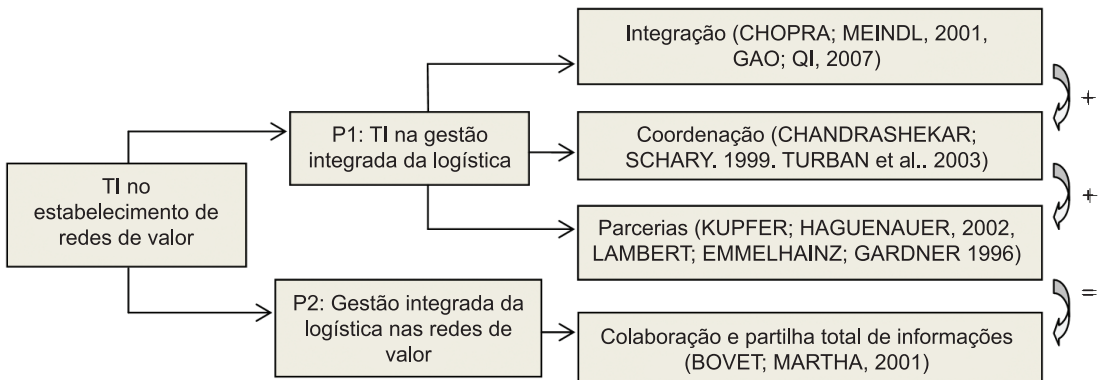 Integração (CHOPRA; MEINDL, 2001,
GAO; QI, 2007)
+
P1: TI na gestão
integrada da logística
Coordenação (CHANDRASHEKAR;
SCHARY. 1999. TURBAN et al.. 2003)
+
TI no
estabelecimento de
redes de valor
Parcerias (KUPFER; HAGUENAUER, 2002,
LAMBERT; EMMELHAINZ; GARDNER 1996)
=
P2: Gestão integrada da
logística nas redes de
valor
Colaboração e partilha total de informações
(BOVET; MARTHA, 2001)